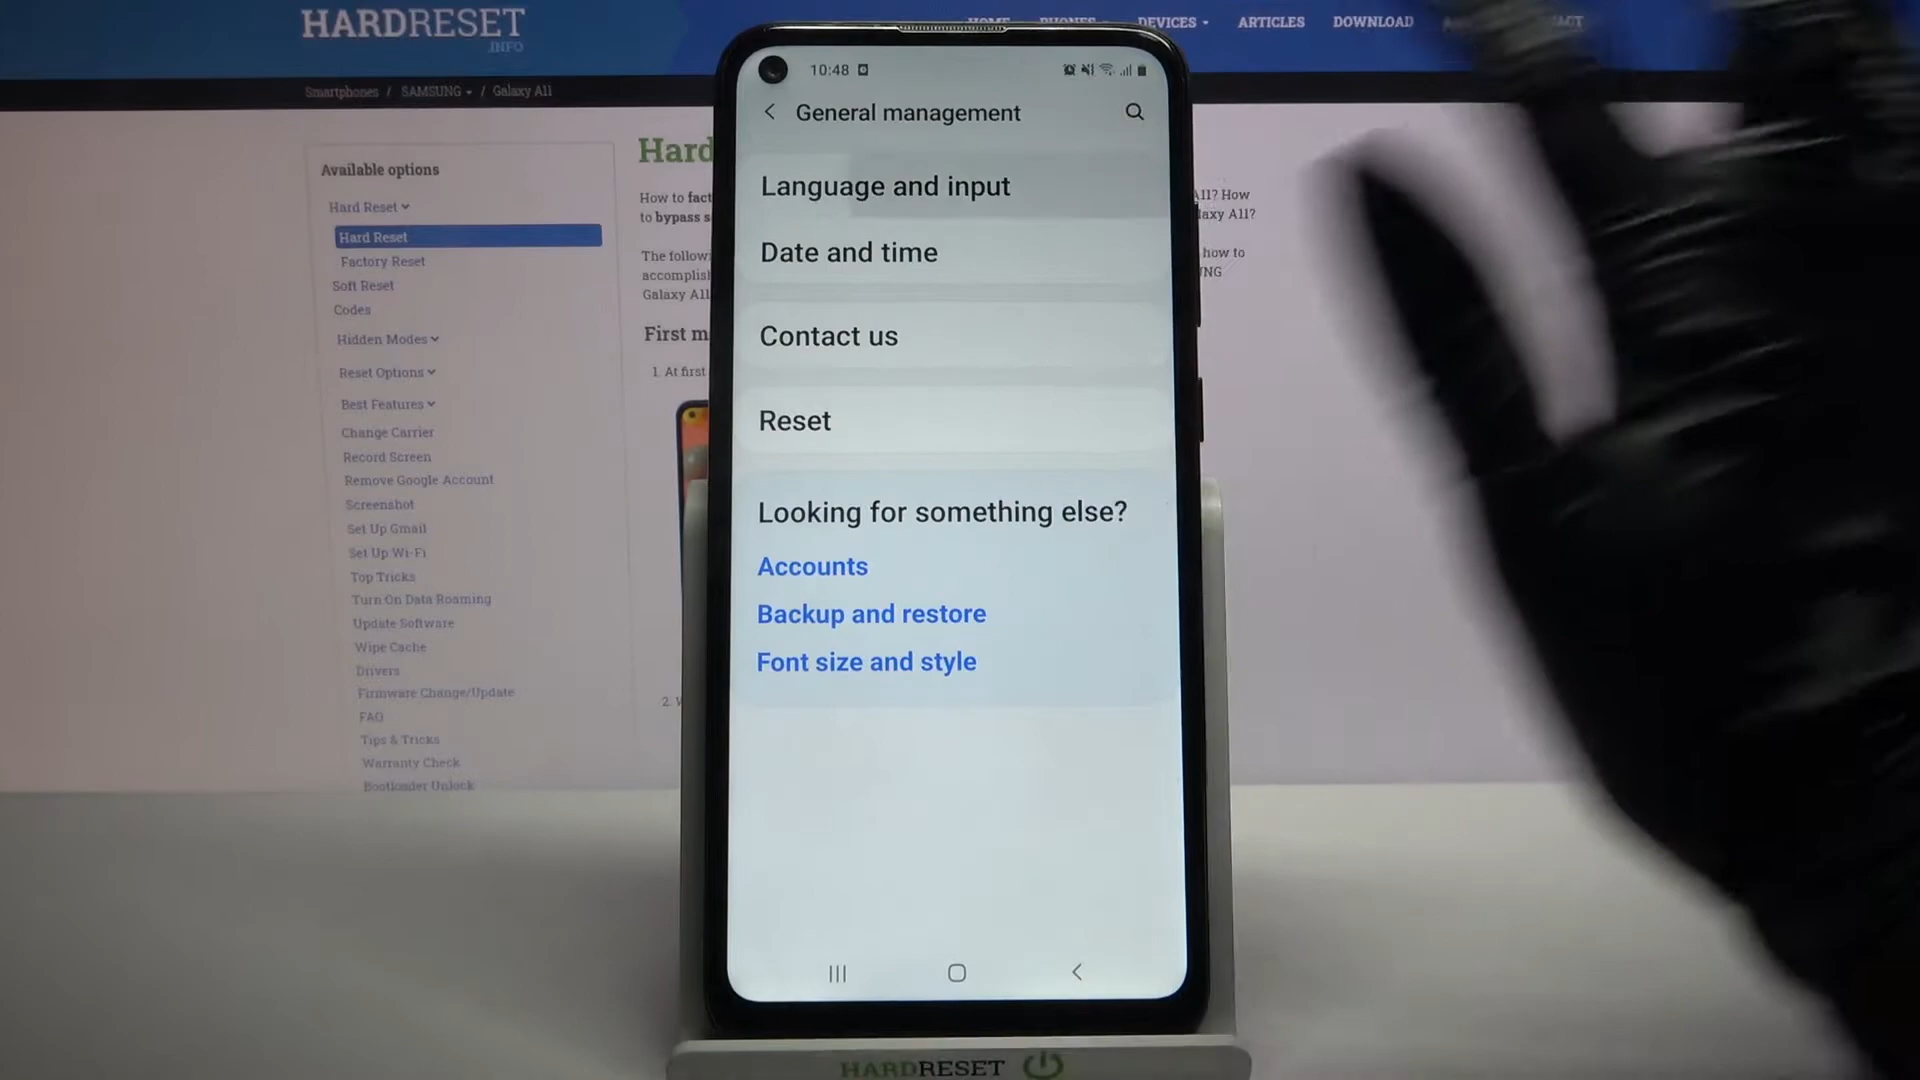 HARDRESET
.INFO
HOME PHONES DEVICES ARTICLES DOWNLOAD
Smartphones / SAMSUNG / Galaxy A11
Available options
Hard Reset
Hard Reset
Factory Reset
Soft Reset
Codes
Hidden Modes
Reset Options
Best Features
Change Carrier
Record Screen
Remove Google Account
Screenshot
Set Up Gmail
Set Up Wi-Fi
Top Tricks
Turn On Data Roaming
Update Software
Wipe Cache
Drivers
Firmware Change/Update
FAQ
Tips & Tricks
Warranty Check
Bootloader Unlock
Hard
How to fact
to bypass s
The followi
accomplis
Galaxy A11
First m
1. At first
2.
A11? How
laxy A11?
how to
NG
10:48
General management
Language and input
Date and time
Contact us
Reset
Looking for something else?
Accounts
Backup and restore
Font size and style
HARDRESET